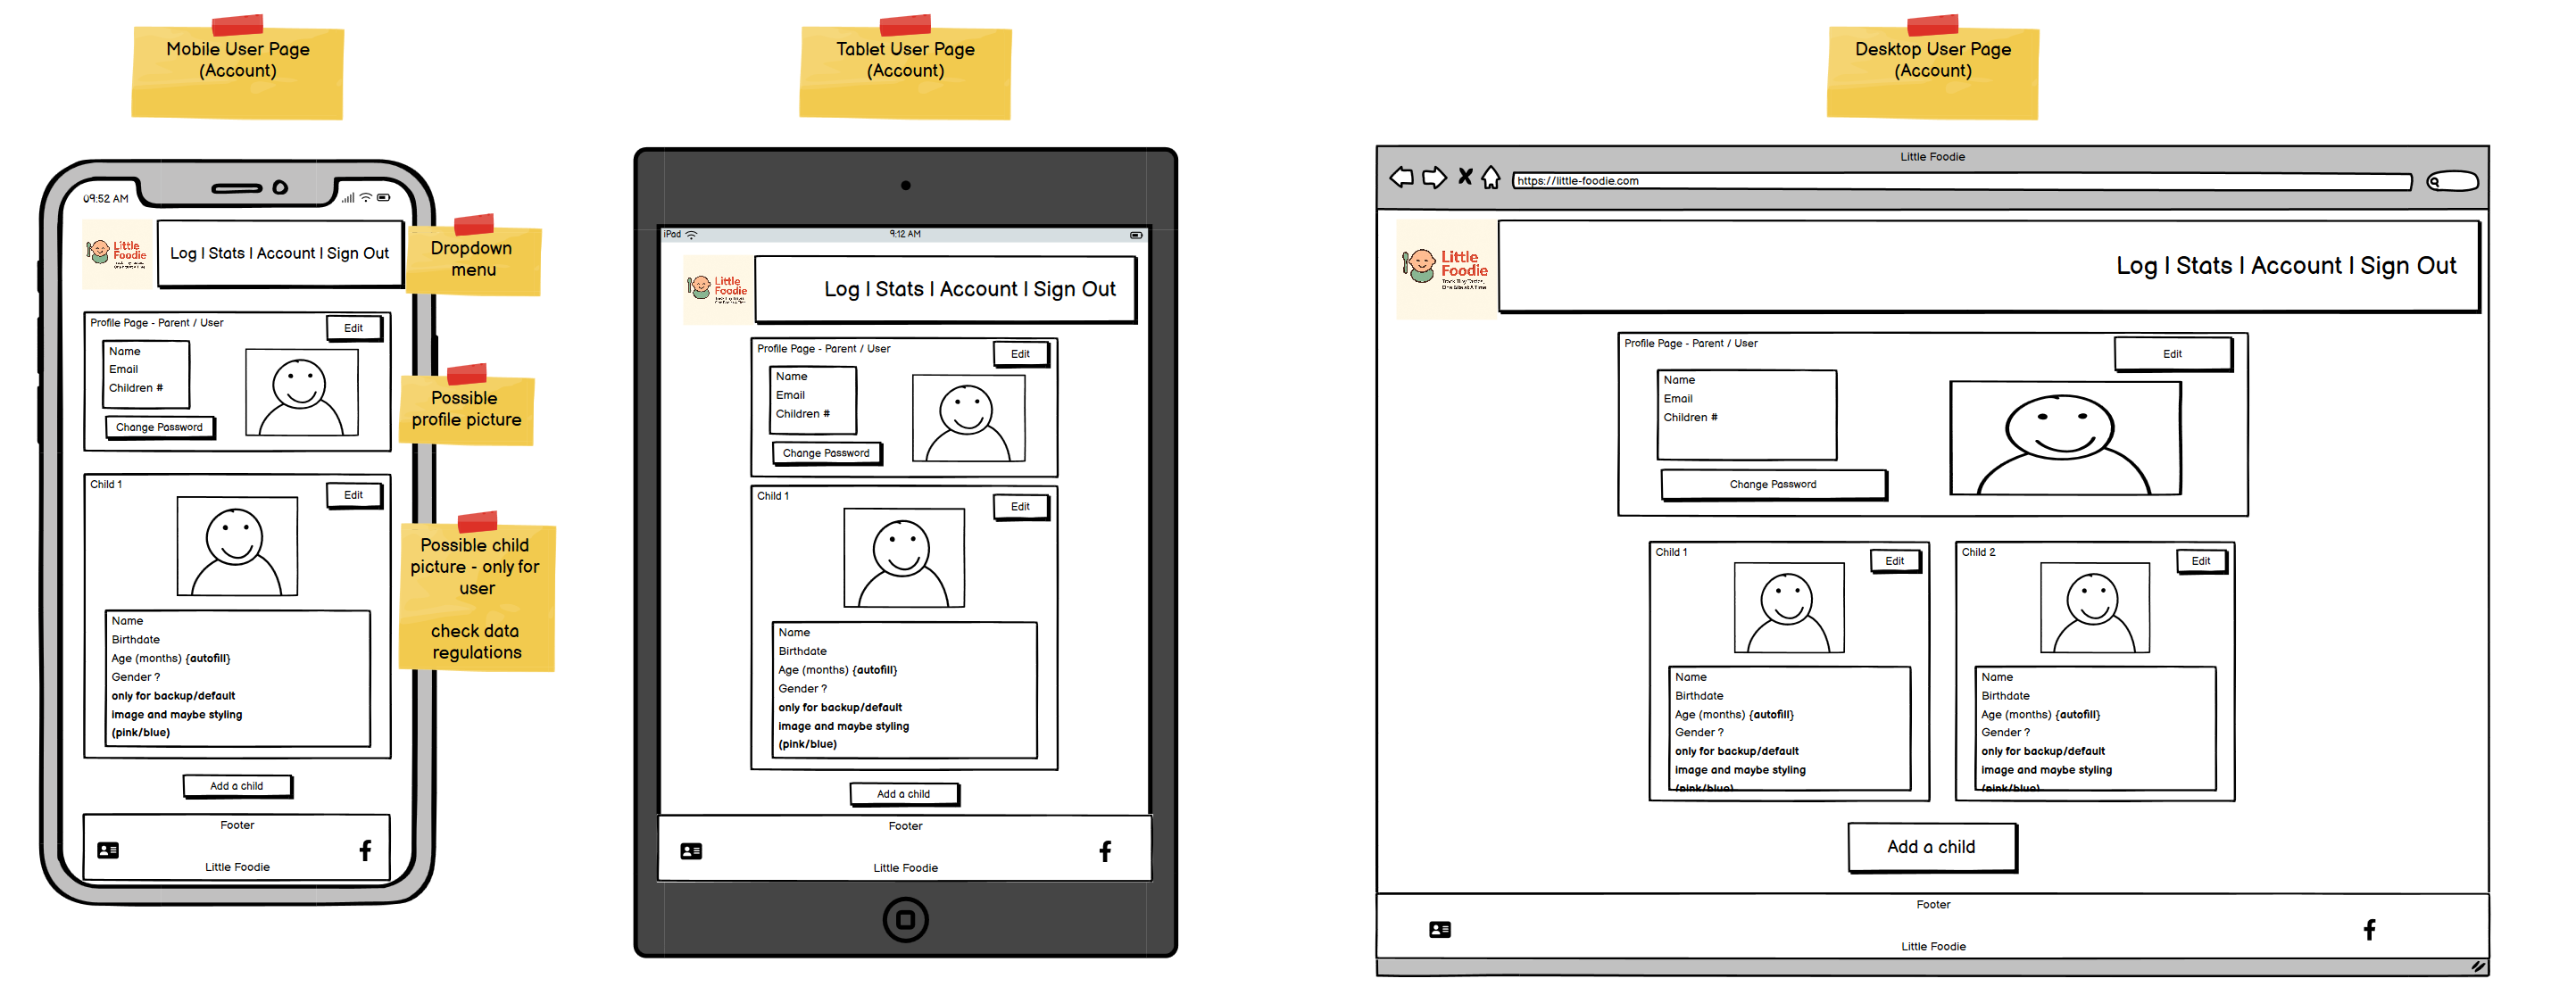 Mobile User Page
(Account)
09:52 AM
Little
Foodie
Log | Stats | Account | Sign Out
Dropdown
menu
Profile Page - Parent / User
Edit
Name
Email
Children #
Change Password
Possible
profile picture
Child 1
Edit
Possible child
picture - only for
user
check data
regulations
Name
Birthdate
Age (months) {autofill}
Gender ?
only for backup/default
image and maybe styling
(pink/blue)
Add a child
Footer
Little Foodie
Tablet User Page
(Account)
iPad
9:12 AM
Little
Foodie
Log | Stats | Account | Sign Out
Profile Page - Parent / User
Edit
Name
Email
Children #
Change Password
Child 1
Edit
Name
Birthdate
Age (months) {autofill}
Gender ?
only for backup/default
image and maybe styling
(pink/blue)
Add a child
Footer
Little Foodie
Desktop User Page
(Account)
Little Foodie
https://little-foodie.com
Little
Foodie
Log | Stats | Account | Sign Out
Profile Page - Parent / User
Edit
Name
Email
Children #
Change Password
Child 1
Edit
Name
Birthdate
Age (months) {autofill}
Gender ?
only for backup/default
image and maybe styling
(pink/blue)
Child 2
Edit
Name
Birthdate
Age (months) {autofill}
Gender ?
only for backup/default
image and maybe styling
(pink/blue)
Add a child
Footer
Little Foodie